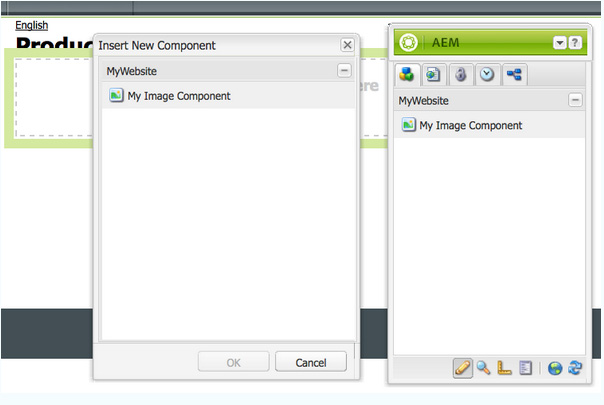 English
Produc
Insert New Component
MyWebsite
My Image Component
ere
OK
Cancel
AEM
?
MyWebsite
My Image Component